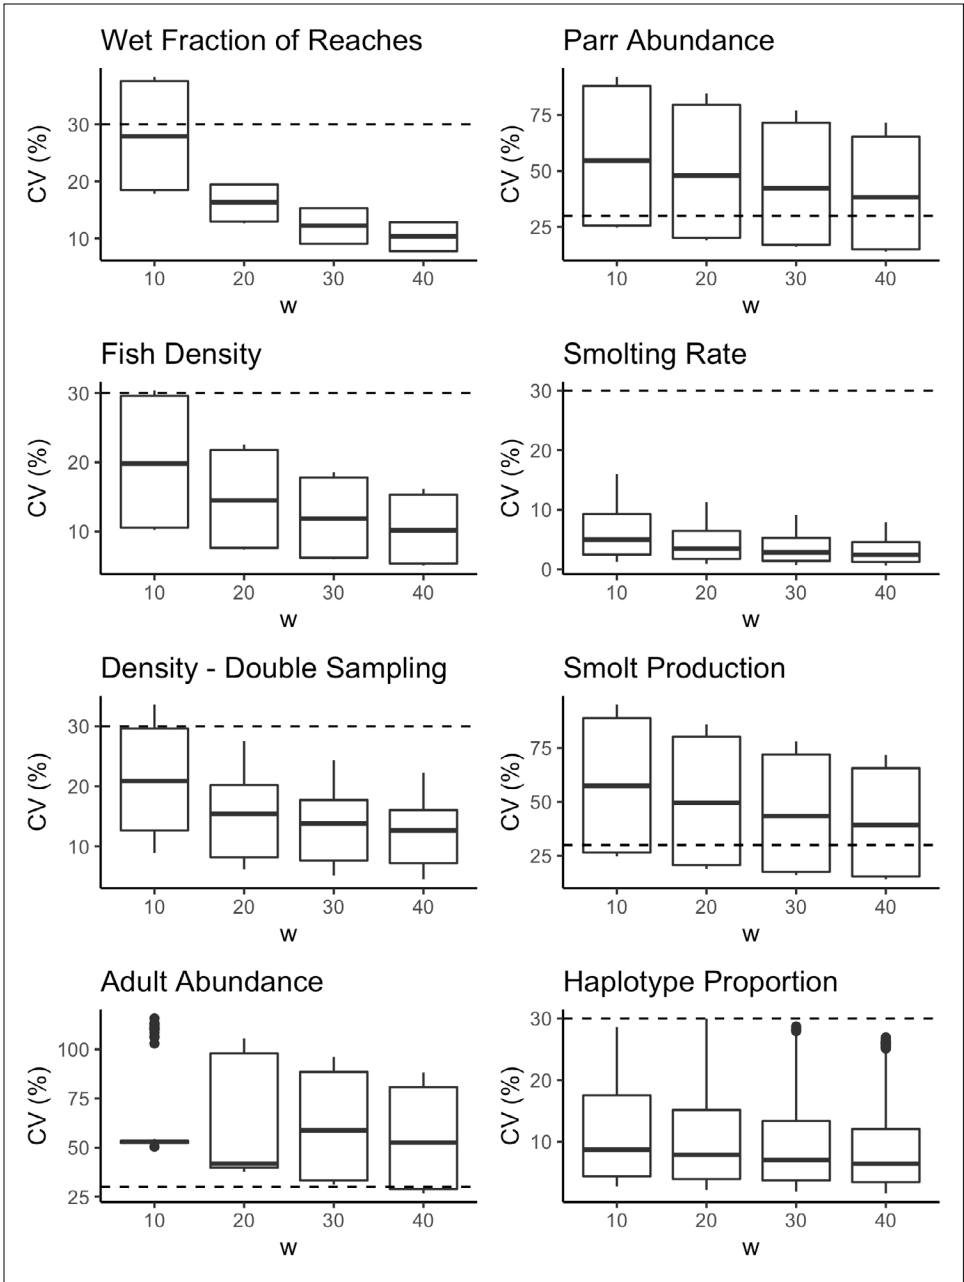 Wet Fraction of Reaches
CV (%)
30
20
10
10 20 30 40
w
Parr Abundance
CV (%)
75
50
25
10 20 30 40
w
Fish Density
CV (%)
30
20
10
10 20 30 40
w
Smolting Rate
CV (%)
30
20
10
0
10 20 30 40
w
Density - Double Sampling
CV (%)
30
20
10
10 20 30 40
w
Smolt Production
CV (%)
75
50
25
10 20 30 40
w
Adult Abundance
CV (%)
100
75
50
25
10 20 30 40
w
Haplotype Proportion
CV (%)
30
20
10
10 20 30 40
w